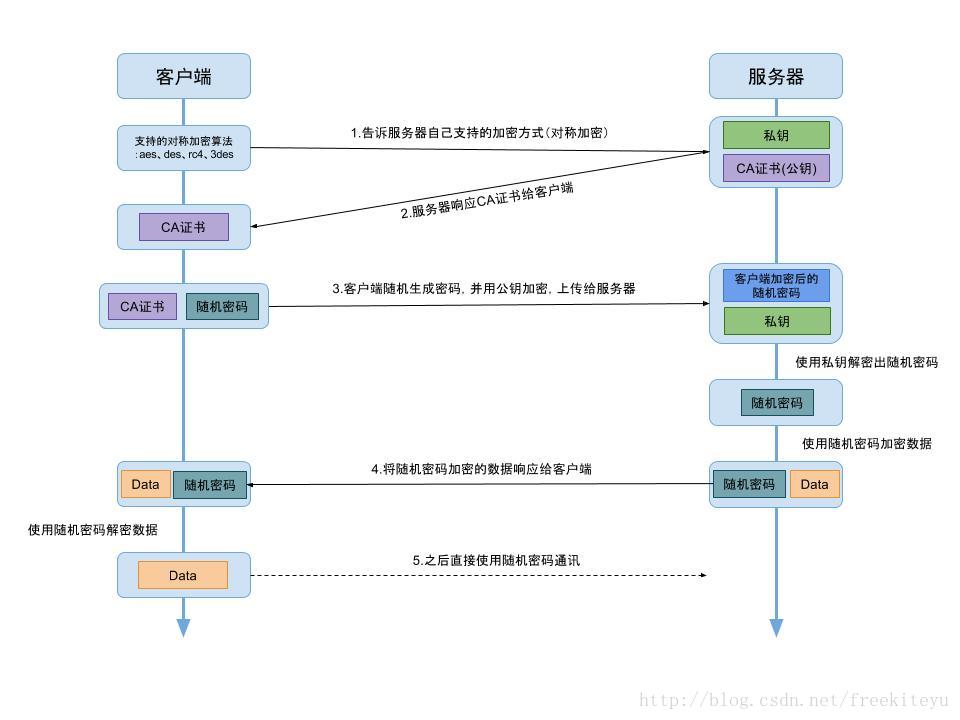 客户端
服务器
支持的对称加密算法
:aes、des、rc4、3des
1.告诉服务器自己支持的加密方式(对称加密)
私钥
CA证书(公钥)
2.服务器响应CA证书给客户端
CA证书
CA证书
随机密码
3.客户端随机生成密码, 并用公钥加密, 上传给服务器
客户端加密后的
随机密码
私钥
使用私钥解密出随机密码
随机密码
使用随机密码加密数据
Data
随机密码
4.将随机密码加密的数据响应给客户端
随机密码
Data
使用随机密码解密数据
Data
5.之后直接使用随机密码通讯
http://blog.csdn.net/freekiteyu